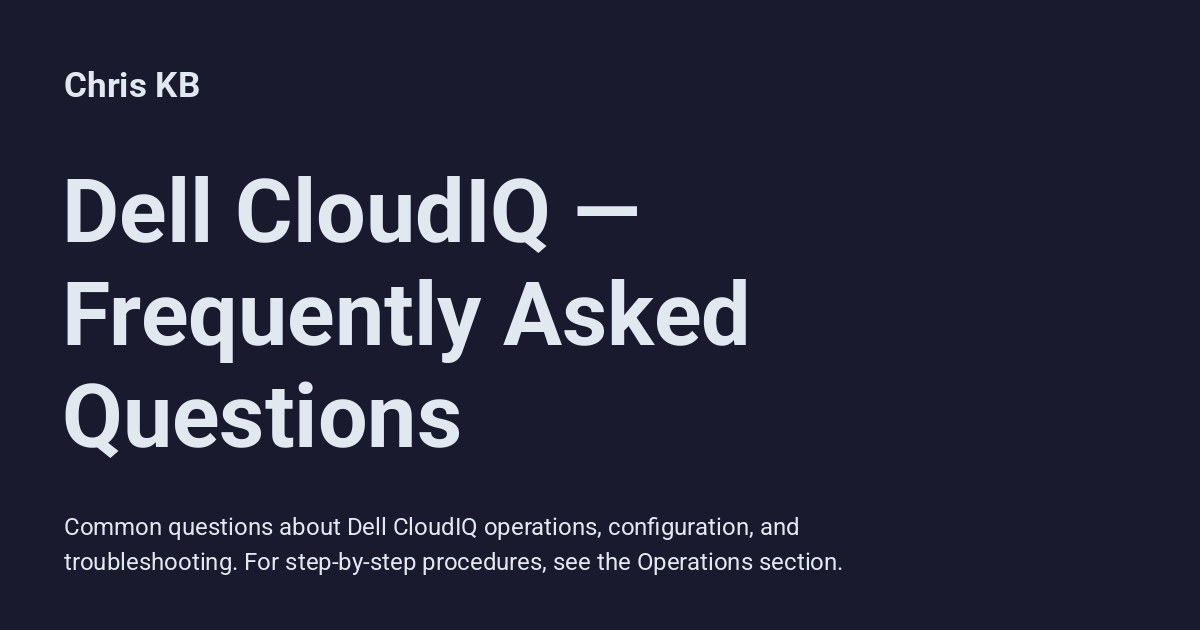 Chris KB
Dell CloudIQ —
Frequently Asked
Questions
Common questions about Dell CloudIQ operations, configuration, and
troubleshooting. For step-by-step procedures, see the Operations section.